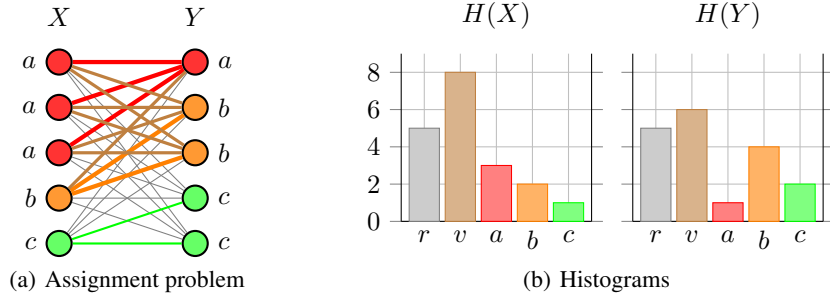 X Y
a a
a b
a b
b c
c c
(a) Assignment problem
H(X) H(Y)
8
6
4
2
0
r v a b c r v a b c
(b) Histograms